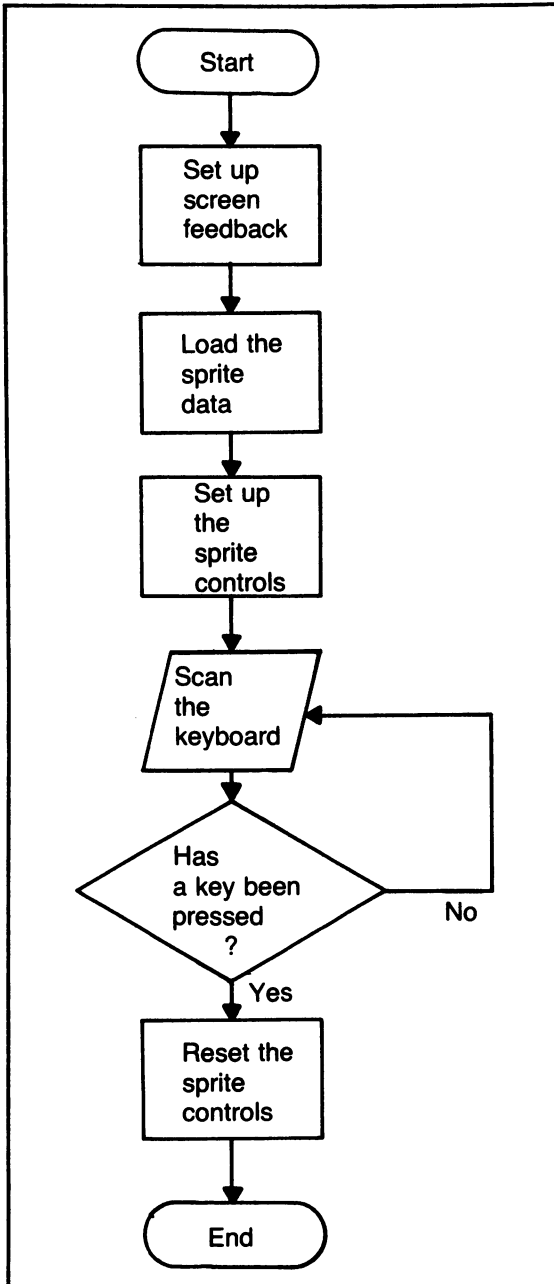 Start
Set up
screen
feedback
Load the
sprite
data
Set up
the
sprite
controls
Scan
the
keyboard
Has
a key been
pressed
?
No
Yes
Reset the
sprite
controls
End